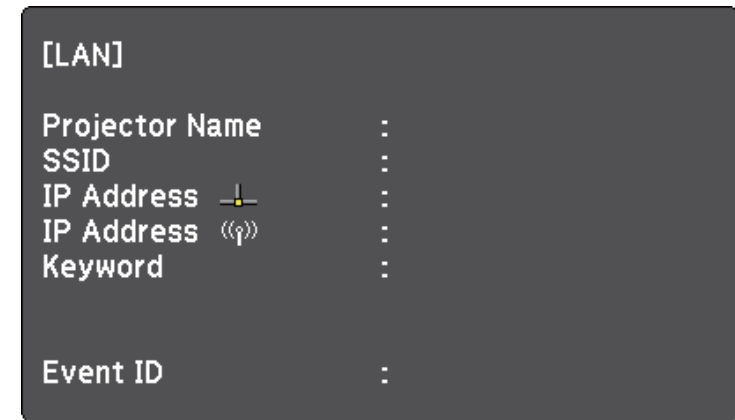 [LAN]
Projector Name :
SSID :
IP Address :
IP Address :
Keyword :
Event ID :